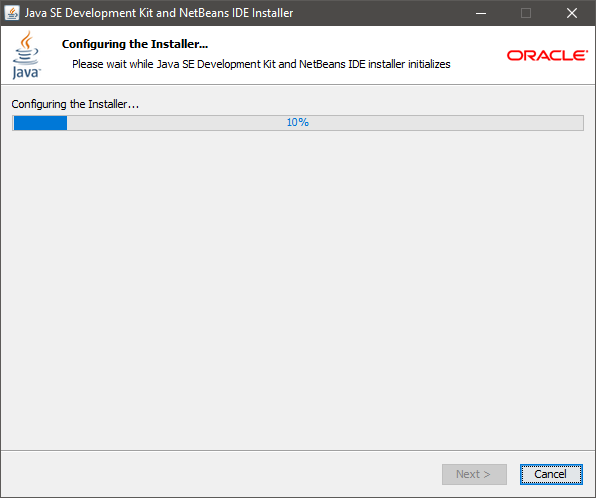 Java SE Development Kit and NetBeans IDE Installer
Configuring the Installer...
Please wait while Java SE Development Kit and NetBeans IDE installer initializes
Java™
ORACLE®
Configuring the Installer...
10%
Next >
Cancel